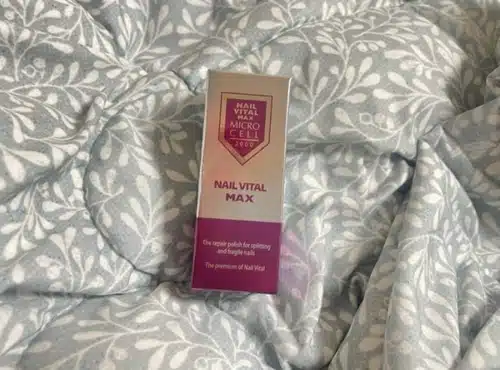 NAIL
VITAL
MAX
MICRO
CELL
2000
NAIL VITAL
MAX
The repair polish for splitting
and fragile nails
The premium of Nail Vital